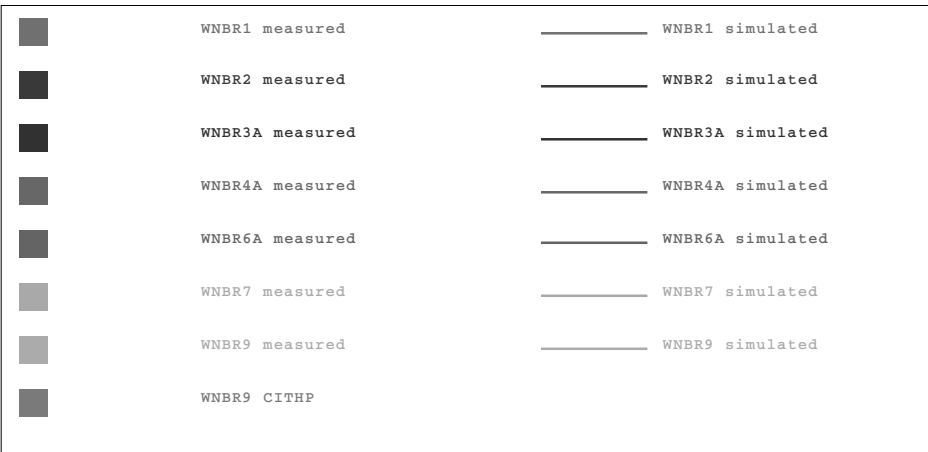 WNBR1 measured WNBR1 simulated
WNBR2 measured WNBR2 simulated
WNBR3A measured WNBR3A simulated
WNBR4A measured WNBR4A simulated
WNBR6A measured WNBR6A simulated
WNBR7 measured WNBR7 simulated
WNBR9 measured WNBR9 simulated
WNBR9 CITHP